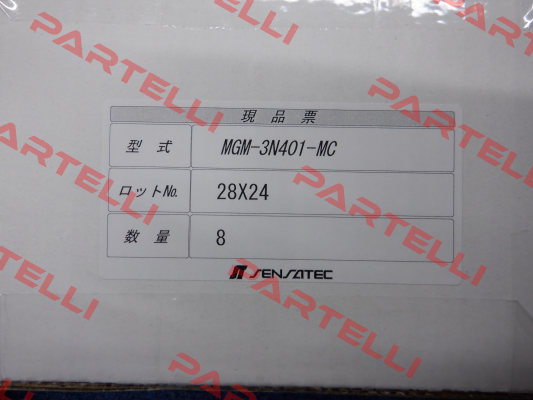 現品票
型式 MGM-3N401-MC
ロットNo. 28X24
数量 8
SENSATEC
PARTELLI
PARTELLI
PARTELLI
PARTELLI
PARTELLI
PARTELLI